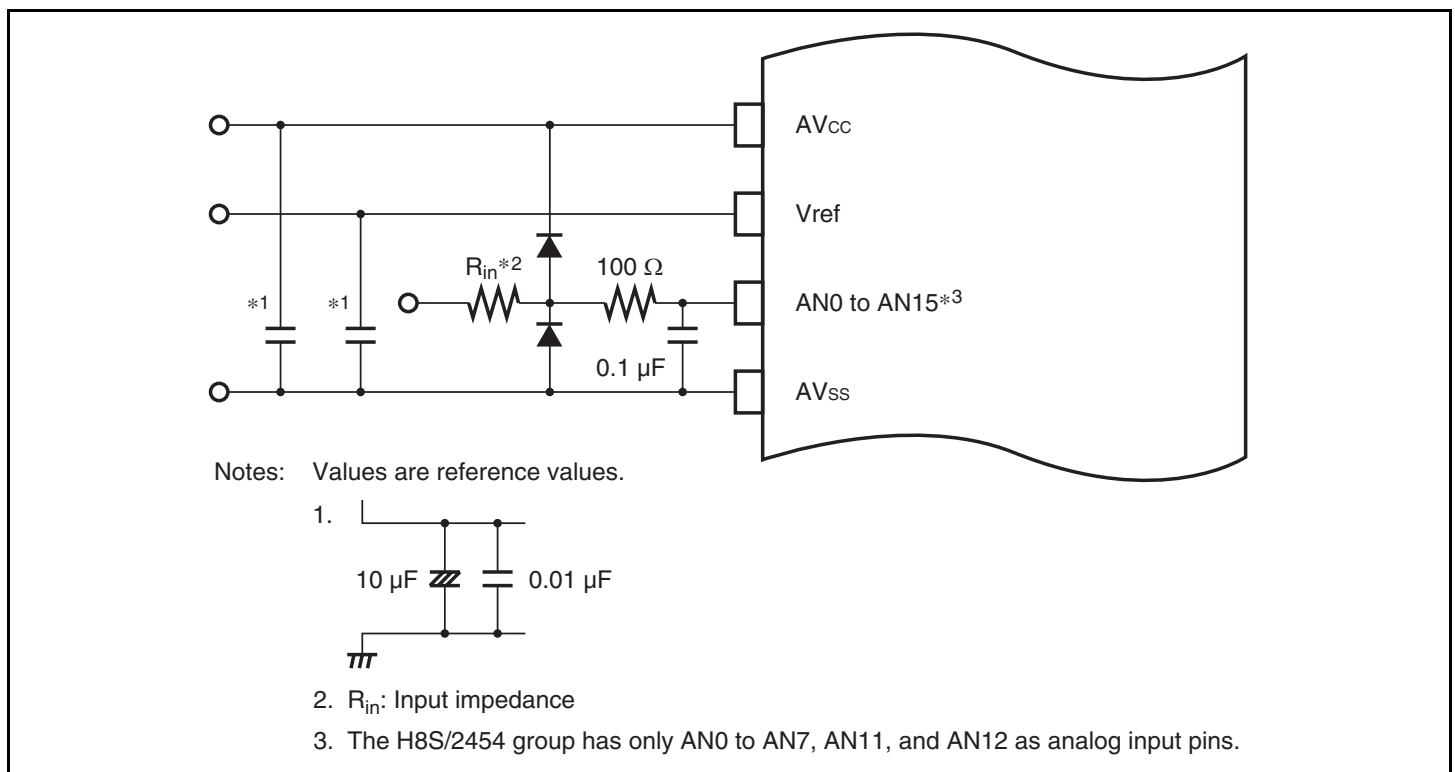 AVcc
Vref
Rin*2
100 Ω
*1
*1
AN0 to AN15*3
0.1 µF
AVss
Notes: Values are reference values.
1.
10 µF
0.01 µF
2. Rin: Input impedance
3. The H8S/2454 group has only AN0 to AN7, AN11, and AN12 as analog input pins.